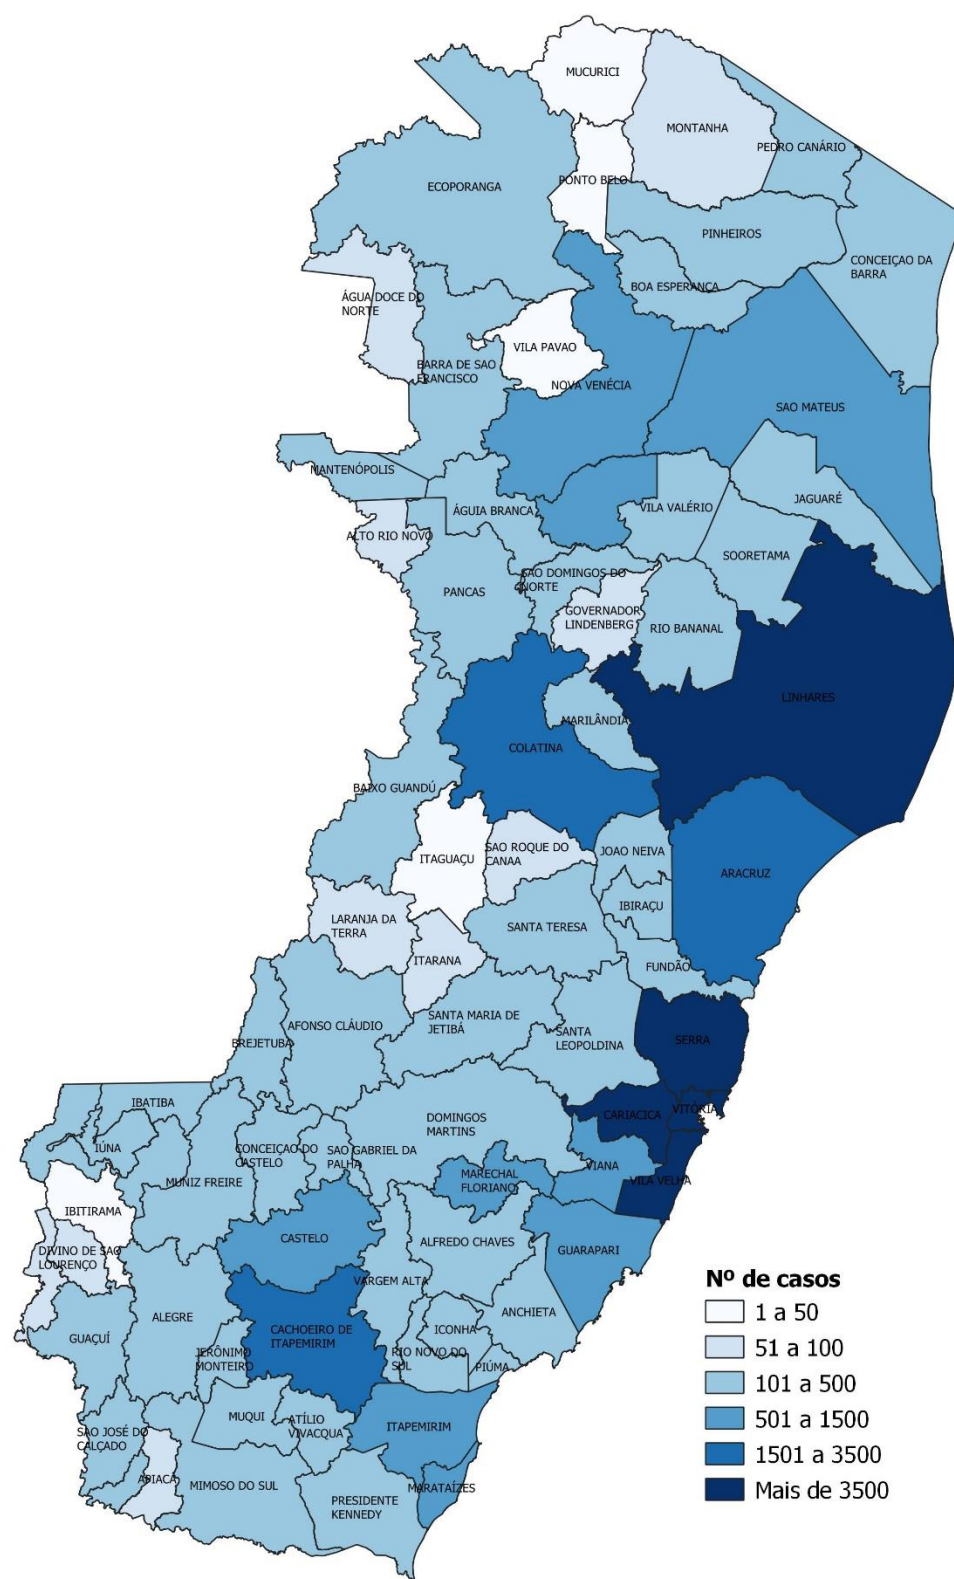 MUCURICI
MONTANHA
PEDRO CANÁRIO
ECOPORANGA
PONTO BELO
PINHEIROS
CONCEIÇAO DA
BARRA
BOA ESPERANÇA
ÁGUA DOCE DO
NORTE
VILA PAVAO
BARRA DE SAO
FRANCISCO
NOVA VENÉCIA
SAO MATEUS
MANTENÓPOLIS
JAGUARÉ
ÁGUIA BRANCA
VILA VALÉRIO
ALTO RIO NOVO
SOORETAMA
SAO DOMINGOS DO
NORTE
PANCAS
GOVERNADOR
LINDENBERG
RIO BANANAL
LINHARES
MARILÂNDIA
COLATINA
BAIXO GUANDÚ
SAO ROQUE DO
CANAA
JOAO NEIVA
ITAGUAÇU
ARACRUZ
IBIRAÇU
LARANJA DA
TERRA
SANTA TERESA
ITARANA
FUNDÃO
SANTA MARIA DE
JETIBÁ
AFONSO CLÁUDIO
SANTA
LEOPOLDINA
BREJETUBA
SERRA
IBATIBA
CARIACICA
VITÓRIA
DOMINGOS
MARTINS
IÚNA
CONCEIÇAO DO
CASTELO
SAO GABRIEL DA
PALHA
MUNIZ FREIRE
MARECHAL
FLORIANO
VIANA
VILA VELHA
IBITIRAMA
CASTELO
ALFREDO CHAVES
GUARAPARI
DIVINO DE SAO
LOURENÇO
VARGEM ALTA
ANCHIETA
ALEGRE
GUAÇUÍ
CACHOEIRO DE
ITAPEMIRIM
ICONHA
JERÔNIMO
MONTEIRO
RIO NOVO DO
SUL
PIÚMA
MUQUI
ATÍLIO
VIVACQUA
ITAPEMIRIM
SAO JOSÉ DO
CALÇADO
APIACÁ
MIMOSO DO SUL
MARATAÍZES
PRESIDENTE
KENNEDY
Nº de casos
1 a 50
51 a 100
101 a 500
501 a 1500
1501 a 3500
Mais de 3500